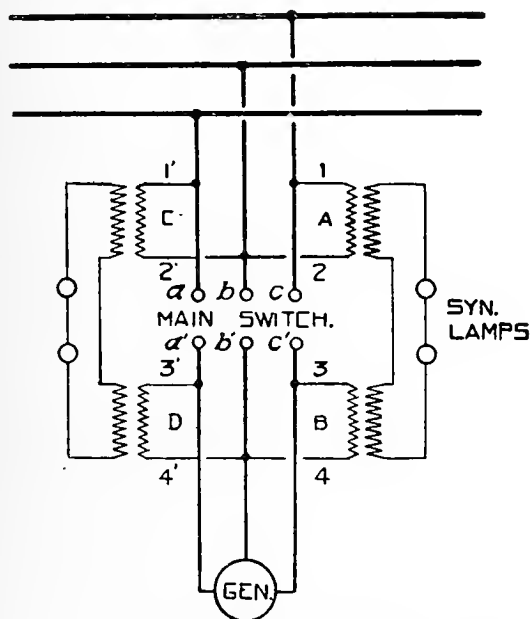 1' 1
C A
2' 2
a b c
MAIN SWITCH.
a' b' c'
SYN.
LAMPS
3' 3
D B
4' 4
GEN.